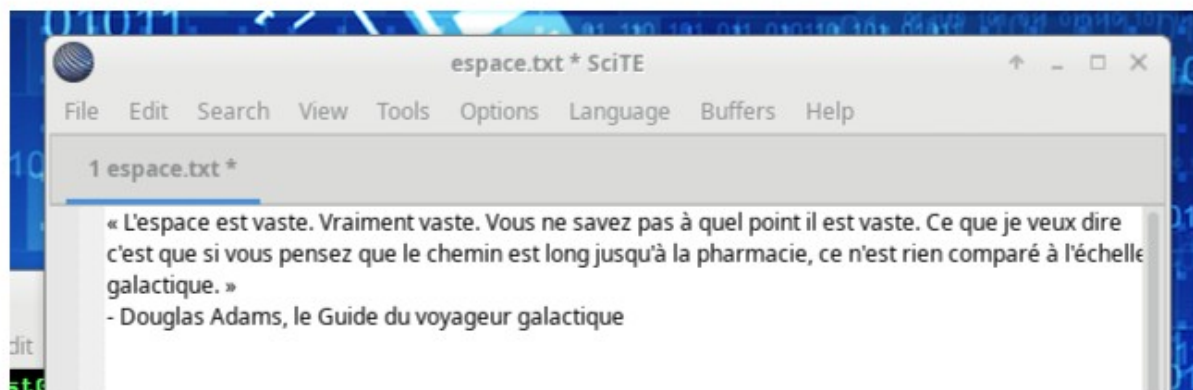 espace.txt * SciTE
File Edit Search View Tools Options Language Buffers Help
1 espace.txt *
« L'espace est vaste. Vraiment vaste. Vous ne savez pas à quel point il est vaste. Ce que je veux dire
c'est que si vous pensez que le chemin est long jusqu'à la pharmacie, ce n'est rien comparé à l'échelle
galactique. »
- Douglas Adams, le Guide du voyageur galactique